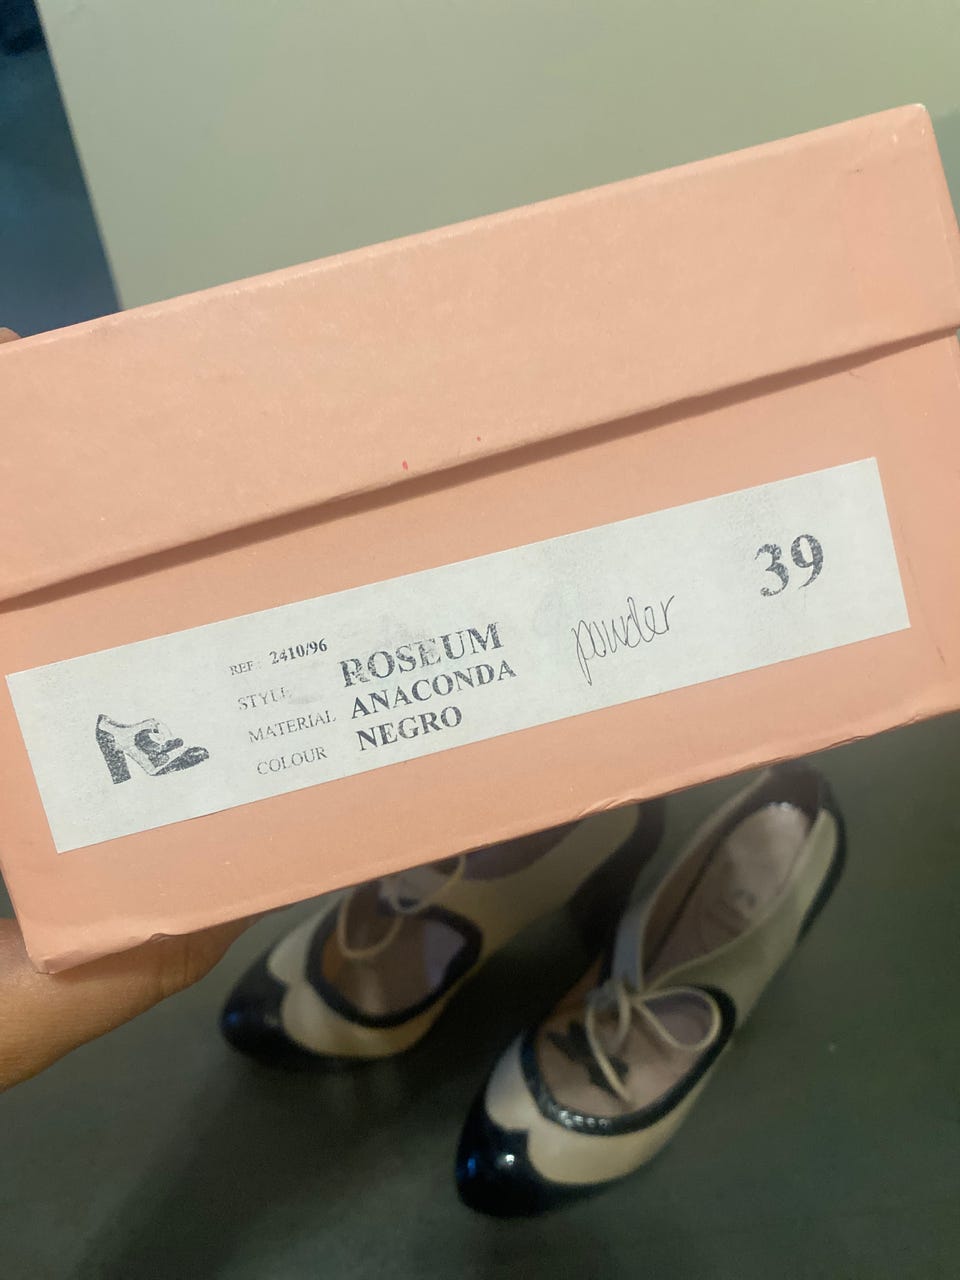 REF: 2410/96
STYLE ROSEUM
MATERIAL ANACONDA
COLOUR NEGRO
powder
39